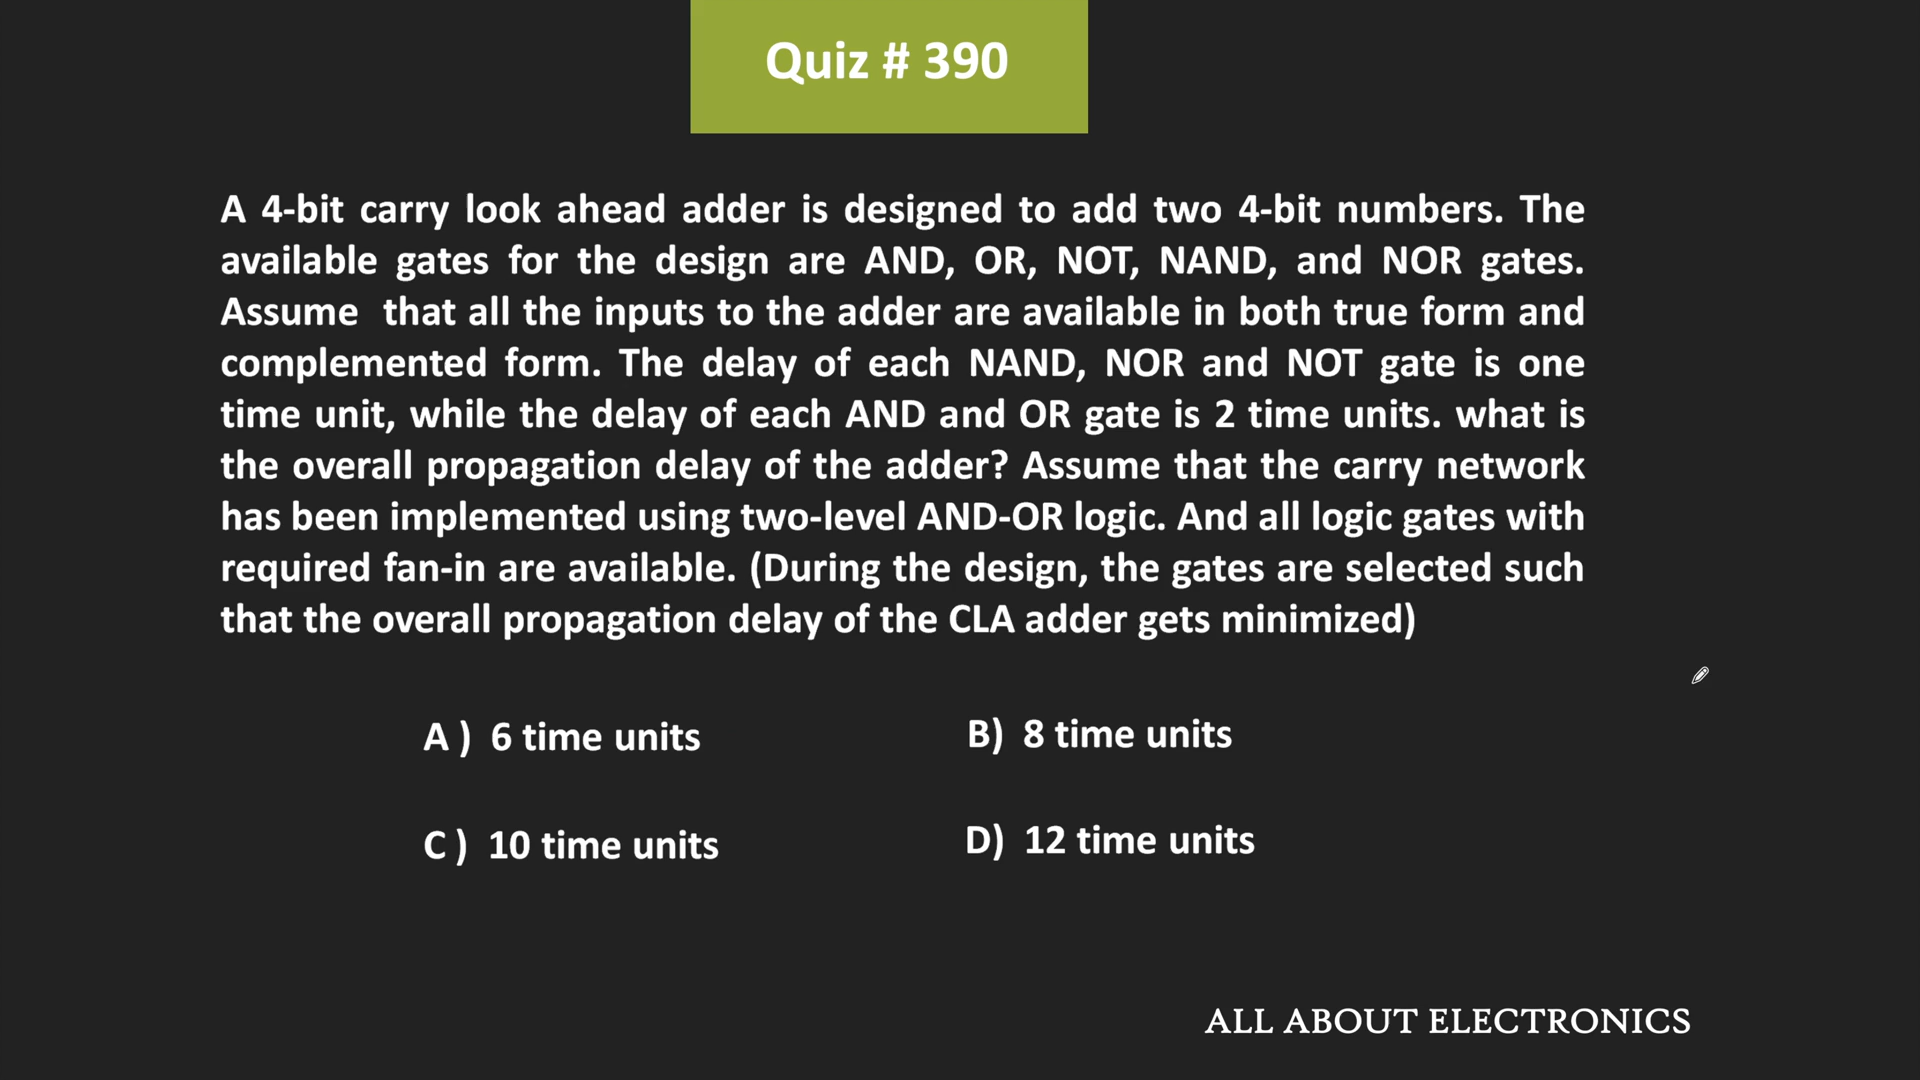 Quiz # 390
A 4-bit carry look ahead adder is designed to add two 4-bit numbers. The
available gates for the design are AND, OR, NOT, NAND, and NOR gates.
Assume that all the inputs to the adder are available in both true form and
complemented form. The delay of each NAND, NOR and NOT gate is one
time unit, while the delay of each AND and OR gate is 2 time units. what is
the overall propagation delay of the adder? Assume that the carry network
has been implemented using two-level AND-OR logic. And all logic gates with
required fan-in are available. (During the design, the gates are selected such
that the overall propagation delay of the CLA adder gets minimized)
A ) 6 time units
B) 8 time units
C ) 10 time units
D) 12 time units
ALL ABOUT ELECTRONICS